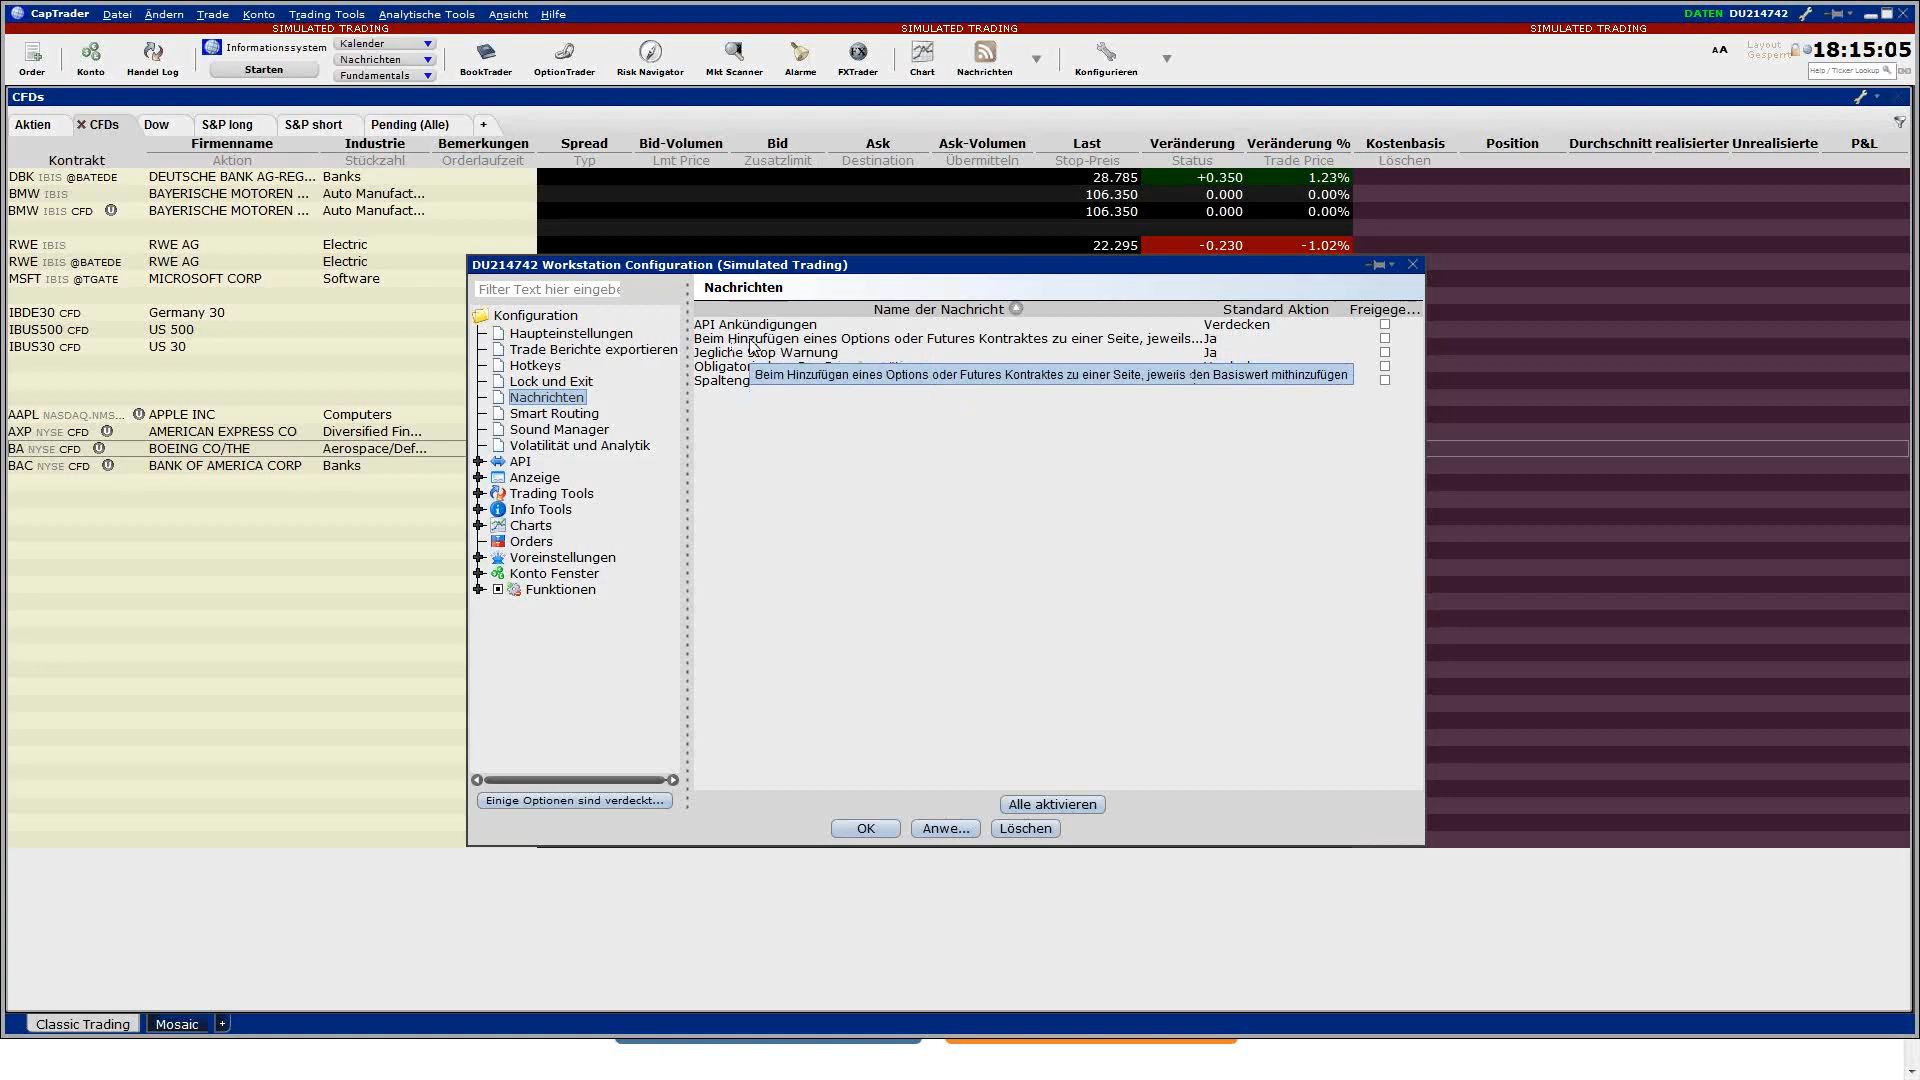 CapTrader Datei Ändern Trade Konto Trading Tools Analytische Tools Ansicht Hilfe DATEN DU214742
SIMULATED TRADING SIMULATED TRADING SIMULATED TRADING
Informationssystem
Starten
Kalender
Nachrichten
Fundamentals
Order Konto Handel Log BookTrader OptionTrader Risk Navigator Mkt Scanner Alarme FXTrader Chart Nachrichten Konfigurieren
AA
Layout
Gesperrt
18:15:05
Help / Ticker Lookup
CFDs
Aktien CFDs Dow S&P long S&P short Pending (Alle) +
Firmenname Industrie Bemerkungen Spread Bid-Volumen Bid Ask Ask-Volumen Last Veränderung Veränderung % Kostenbasis Position Durchschnitt realisierter Unrealisierte P&L
Kontrakt Aktion Stückzahl Orderlaufzeit Typ Lmt Price Zusatzlimit Destination Übermitteln Stop-Preis Status Trade Price Löschen
DBK IBIS @BATEDE DEUTSCHE BANK AG-REG... Banks 28.785 +0.350 1.23%
BMW IBIS BAYERISCHE MOTOREN ... Auto Manufact... 106.350 0.000 0.00%
BMW IBIS CFD U BAYERISCHE MOTOREN ... Auto Manufact... 106.350 0.000 0.00%
RWE IBIS RWE AG Electric 22.295 -0.230 -1.02%
RWE IBIS @BATEDE RWE AG Electric
MSFT IBIS @TGATE MICROSOFT CORP Software
IBDE30 CFD Germany 30
IBUS500 CFD US 500
IBUS30 CFD US 30
AAPL NASDAQ.NMS... U APPLE INC Computers
AXP NYSE CFD U AMERICAN EXPRESS CO Diversified Fin...
BA NYSE CFD U BOEING CO/THE Aerospace/Def...
BAC NYSE CFD U BANK OF AMERICA CORP Banks
DU214742 Workstation Configuration (Simulated Trading)
Filter Text hier eingebe
Konfiguration
Haupteinstellungen
Trade Berichte exportieren
Hotkeys
Lock und Exit
Nachrichten
Smart Routing
Sound Manager
Volatilität und Analytik
API
Anzeige
Trading Tools
Info Tools
Charts
Orders
Voreinstellungen
Konto Fenster
Funktionen
Einige Optionen sind verdeckt...
Nachrichten
Name der Nachricht Standard Aktion Freigege...
API Ankündigungen Verdecken
Beim Hinzufügen eines Options oder Futures Kontraktes zu einer Seite, jeweils... Ja
Jegliche Stop Warnung Ja
Beim Hinzufügen eines Options oder Futures Kontraktes zu einer Seite, jeweils den Basiswert mithinzufügen
Alle aktivieren
OK Anwe... Löschen
Classic Trading Mosaic +